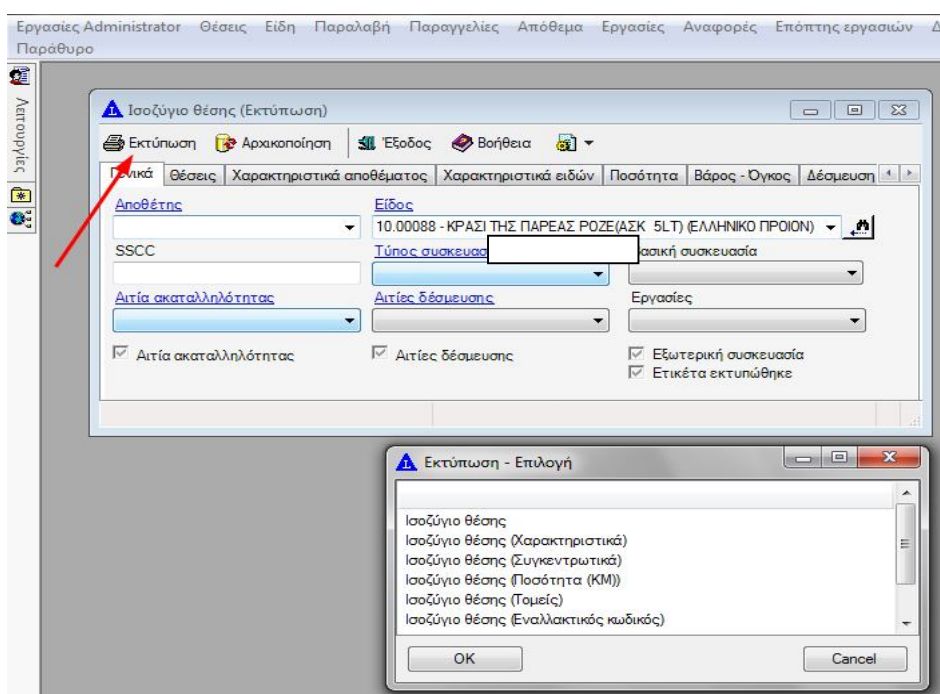 Εργασίες Administrator Θέσεις Είδη Παραλαβή Παραγγελίες Απόθεμα Εργασίες Αναφορές Επόπτης εργασιών
Παράθυρο
Λειτουργίες
Ισοζύγιο θέσης (Εκτύπωση)
Εκτύπωση Αρχικοποίηση Έξοδος Βοήθεια
Γενικά Θέσεις Χαρακτηριστικά αποθέματος Χαρακτηριστικά ειδών Ποσότητα Βάρος - Όγκος Δέσμευση
Αποθέτης Είδος
10.00088 - ΚΡΑΣΙ ΤΗΣ ΠΑΡΕΑΣ ΡΟΖΕ(ΑΣΚ 5LT) (ΕΛΛΗΝΙΚΟ ΠΡΟΙΟΝ)
SSCC Τύπος συσκευασ ασική συσκευασία
Αιτία ακαταλληλότητας Αιτίες δέσμευσης Εργασίες
Αιτία ακαταλληλότητας Αιτίες δέσμευσης Εξωτερική συσκευασία
Ετικέτα εκτυπώθηκε
Εκτύπωση - Επιλογή
Ισοζύγιο θέσης
Ισοζύγιο θέσης (Χαρακτηριστικά)
Ισοζύγιο θέσης (Συγκεντρωτικά)
Ισοζύγιο θέσης (Ποσότητα (ΚΜ))
Ισοζύγιο θέσης (Τομείς)
Ισοζύγιο θέσης (Εναλλακτικός κωδικός)
OK Cancel